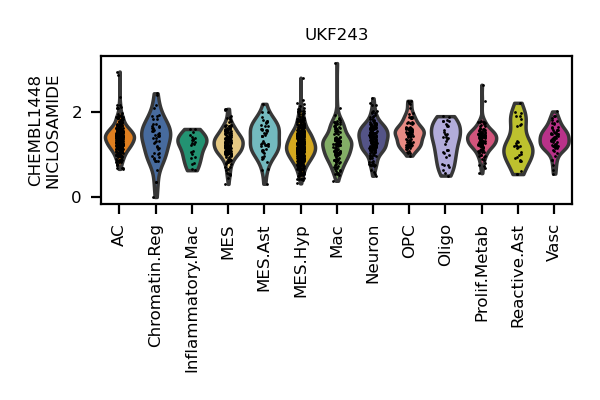 UKF243
CHEMBL1448
NICLOSAMIDE
2
0
AC
Chromatin.Reg
Inflammatory.Mac
MES
MES.Ast
MES.Hyp
Mac
Neuron
OPC
Oligo
Prolif.Metab
Reactive.Ast
Vasc